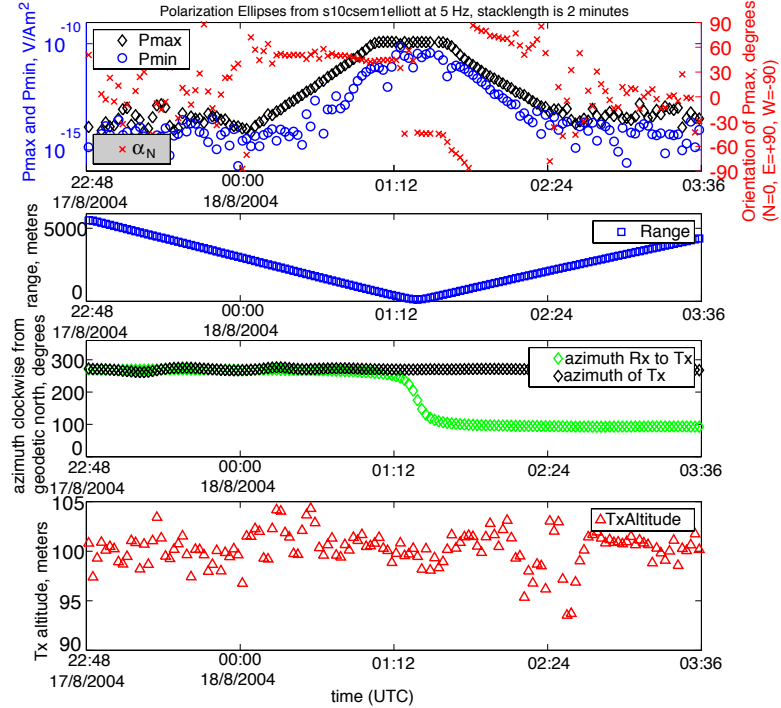 Polarization Ellipses from s10csem1elliott at 5 Hz, stacklength is 2 minutes
Pmax and Pmin, V/Am²
10⁻¹⁰
10⁻¹⁵
Pmax
Pmin
αN
90
60
30
0
-30
-60
-90
Orientation of Pmax, degrees
(N=0, E=+90, W=-90)
22:48 00:00 01:12 02:24 03:36
17/8/2004 18/8/2004
range, meters
5000
0
Range
22:48 00:00 01:12 02:24 03:36
17/8/2004 18/8/2004
azimuth clockwise from
geodetic north, degrees
300
200
100
0
azimuth Rx to Tx
azimuth of Tx
22:48 00:00 01:12 02:24 03:36
17/8/2004 18/8/2004
Tx altitude, meters
105
100
95
90
TxAltitude
22:48 00:00 01:12 02:24 03:36
17/8/2004 18/8/2004
time (UTC)